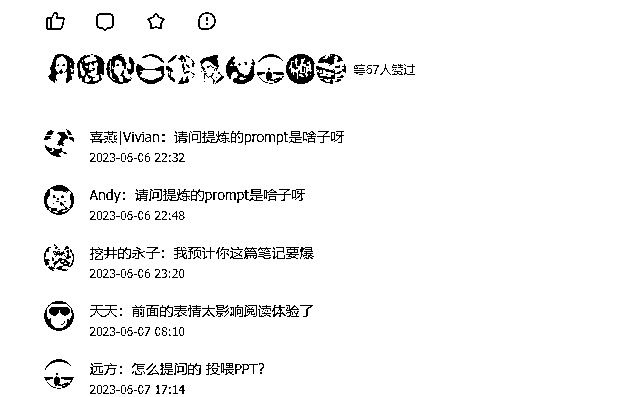 等67人赞过
喜燕|Vivian：请问提炼的prompt是啥子呀
2023-06-06 22:32
Andy：请问提炼的prompt是啥子呀
2023-06-06 22:48
挖井的永子：我预计你这篇笔记要爆
2023-06-06 23:20
天天：前面的表情太影响阅读体验了
2023-06-07 08:10
远方：怎么提问的 投喂PPT？
2023-06-07 17:14